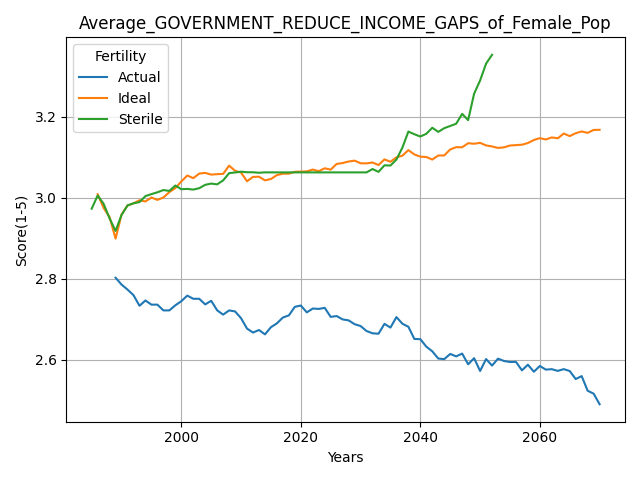 Average_GOVERNMENT_REDUCE_INCOME_GAPS_of_Female_Pop
Fertility
Actual
Ideal
Sterile
Score(1-5)
3.2
3.0
2.8
2.6
2000
2020
2040
2060
Years